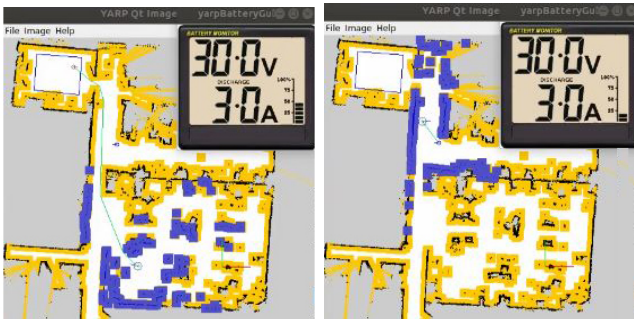 YARP Qt Image yarpBatteryGui
File Image Help
BATTERY MONITOR
30.0V
DISCHARGE
3.0A
100%
75
50
25
YARP Qt Image yarpBatteryGu
File Image Help
BATTERY MONITOR
30.0V
DISCHARGE
3.0A
100%
75
50
25